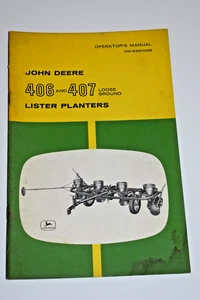 OPERATOR'S MANUAL
JOHN DEERE
406 AND 407 LOOSE GROUND
LISTER PLANTERS